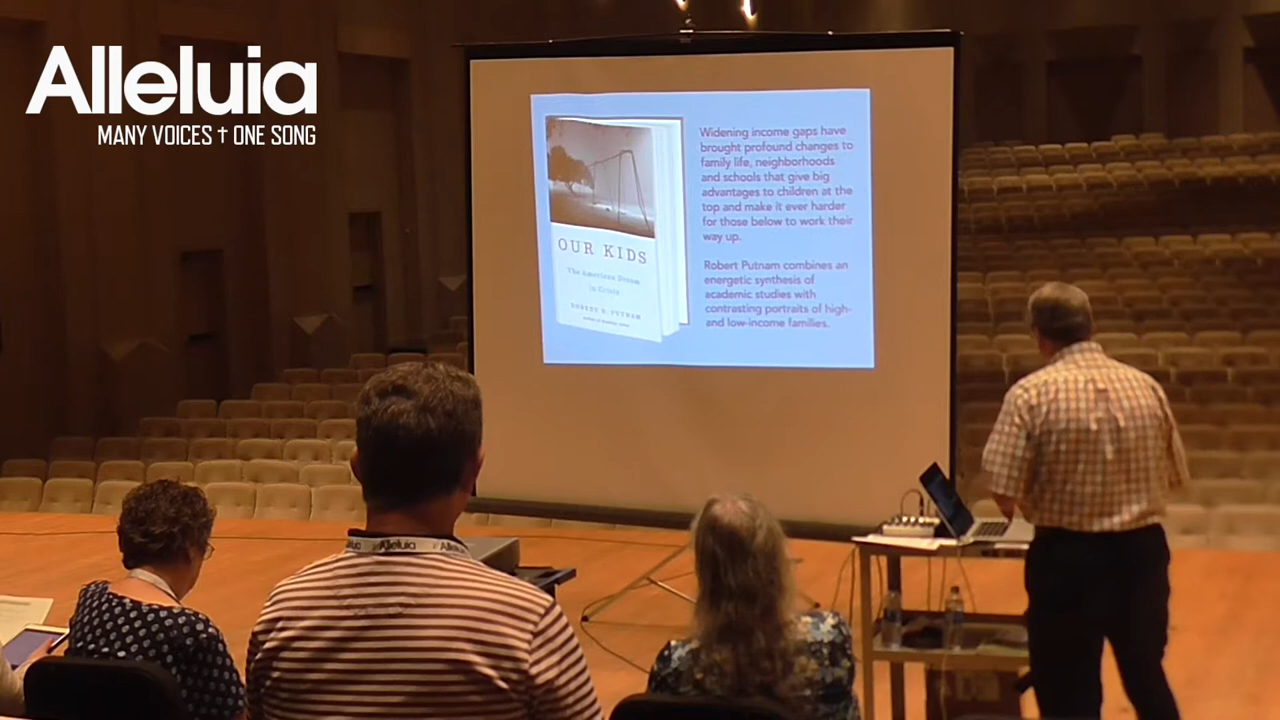 Alleluia
MANY VOICES † ONE SONG
OUR KIDS
The American Dream
in Crisis
ROBERT D. PUTNAM
Widening income gaps have
brought profound changes to
family life, neighborhoods
and schools that give big
advantages to children at the
top and make it ever harder
for those below to work their
way up.
Robert Putnam combines an
energetic synthesis of
academic studies with
contrasting portraits of high-
and low-income families.
Alleluia
Alleluia